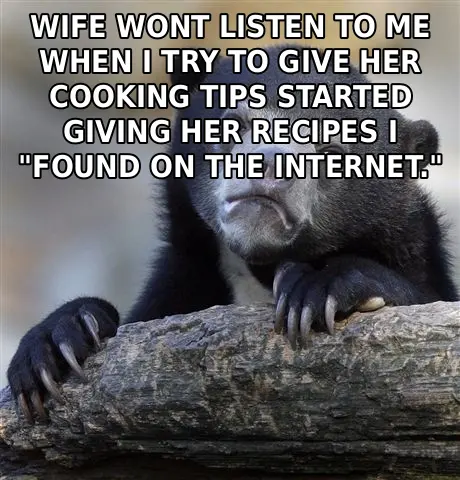 WIFE WONT LISTEN TO ME
WHEN I TRY TO GIVE HER
COOKING TIPS STARTED
GIVING HER RECIPES I
"FOUND ON THE INTERNET."